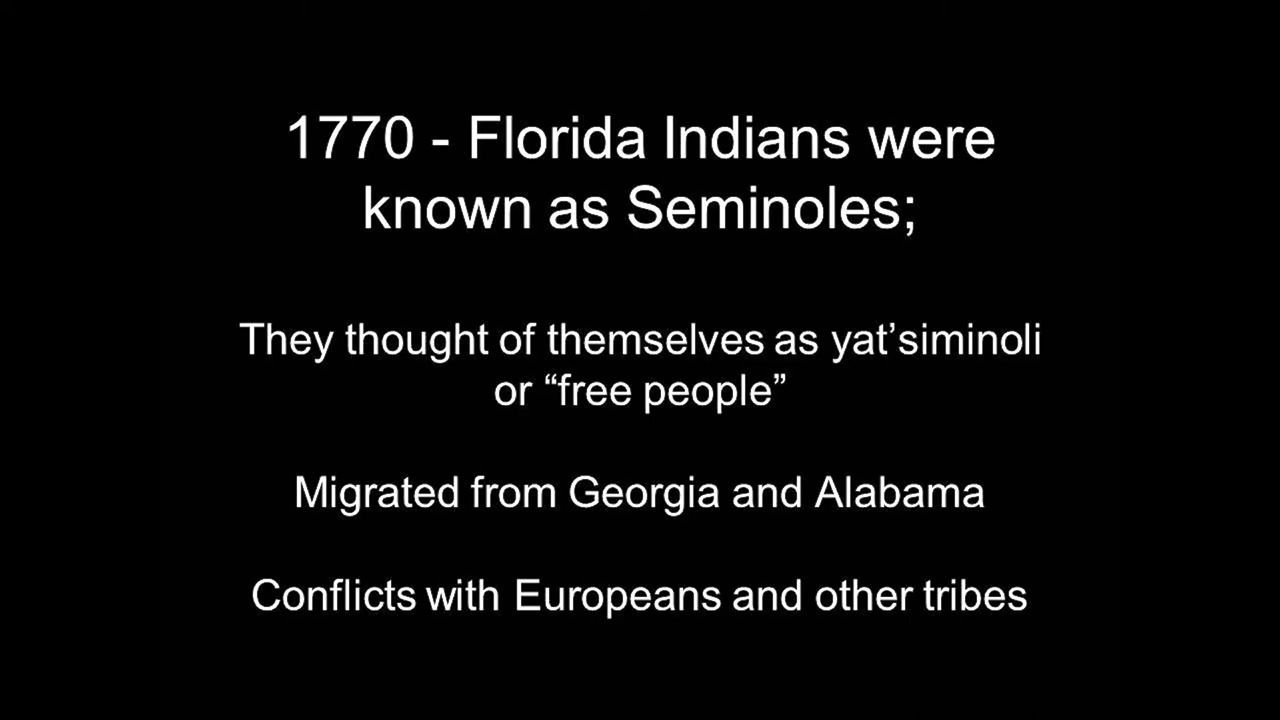 1770 - Florida Indians were
known as Seminoles;
They thought of themselves as yat’siminoli
or “free people”
Migrated from Georgia and Alabama
Conflicts with Europeans and other tribes